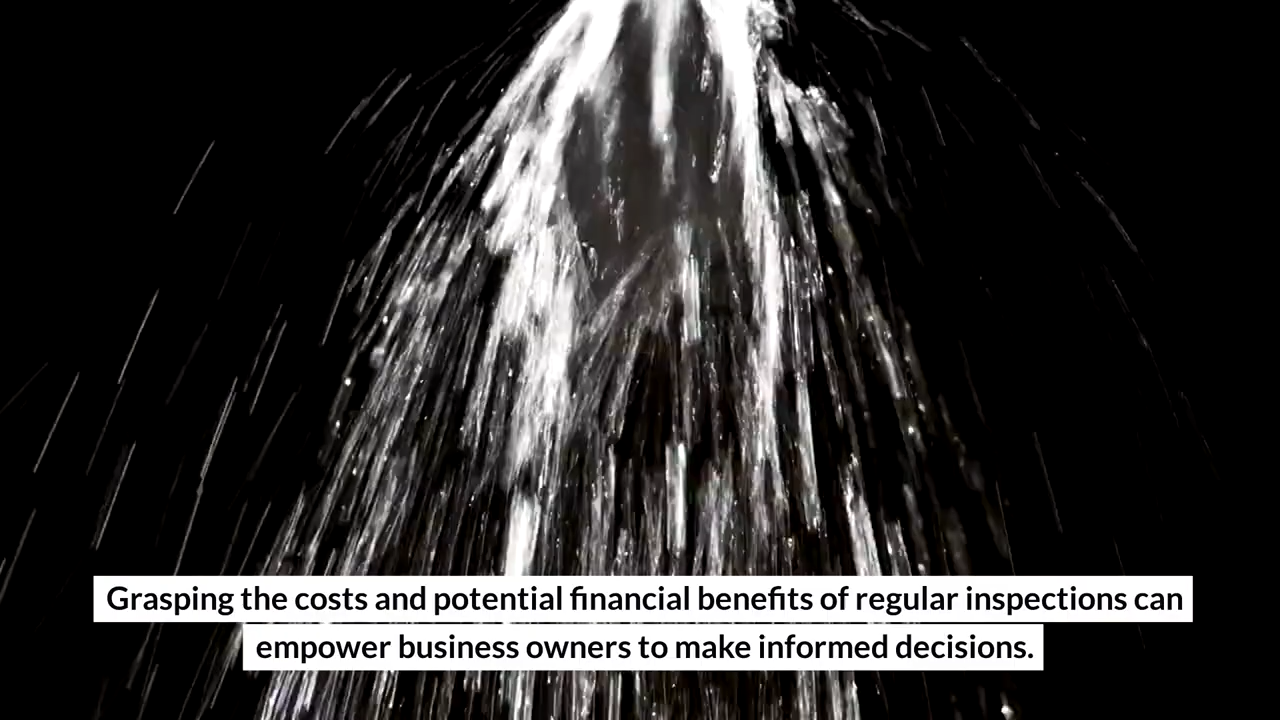 Grasping the costs and potential financial benefits of regular inspections can
empower business owners to make informed decisions.